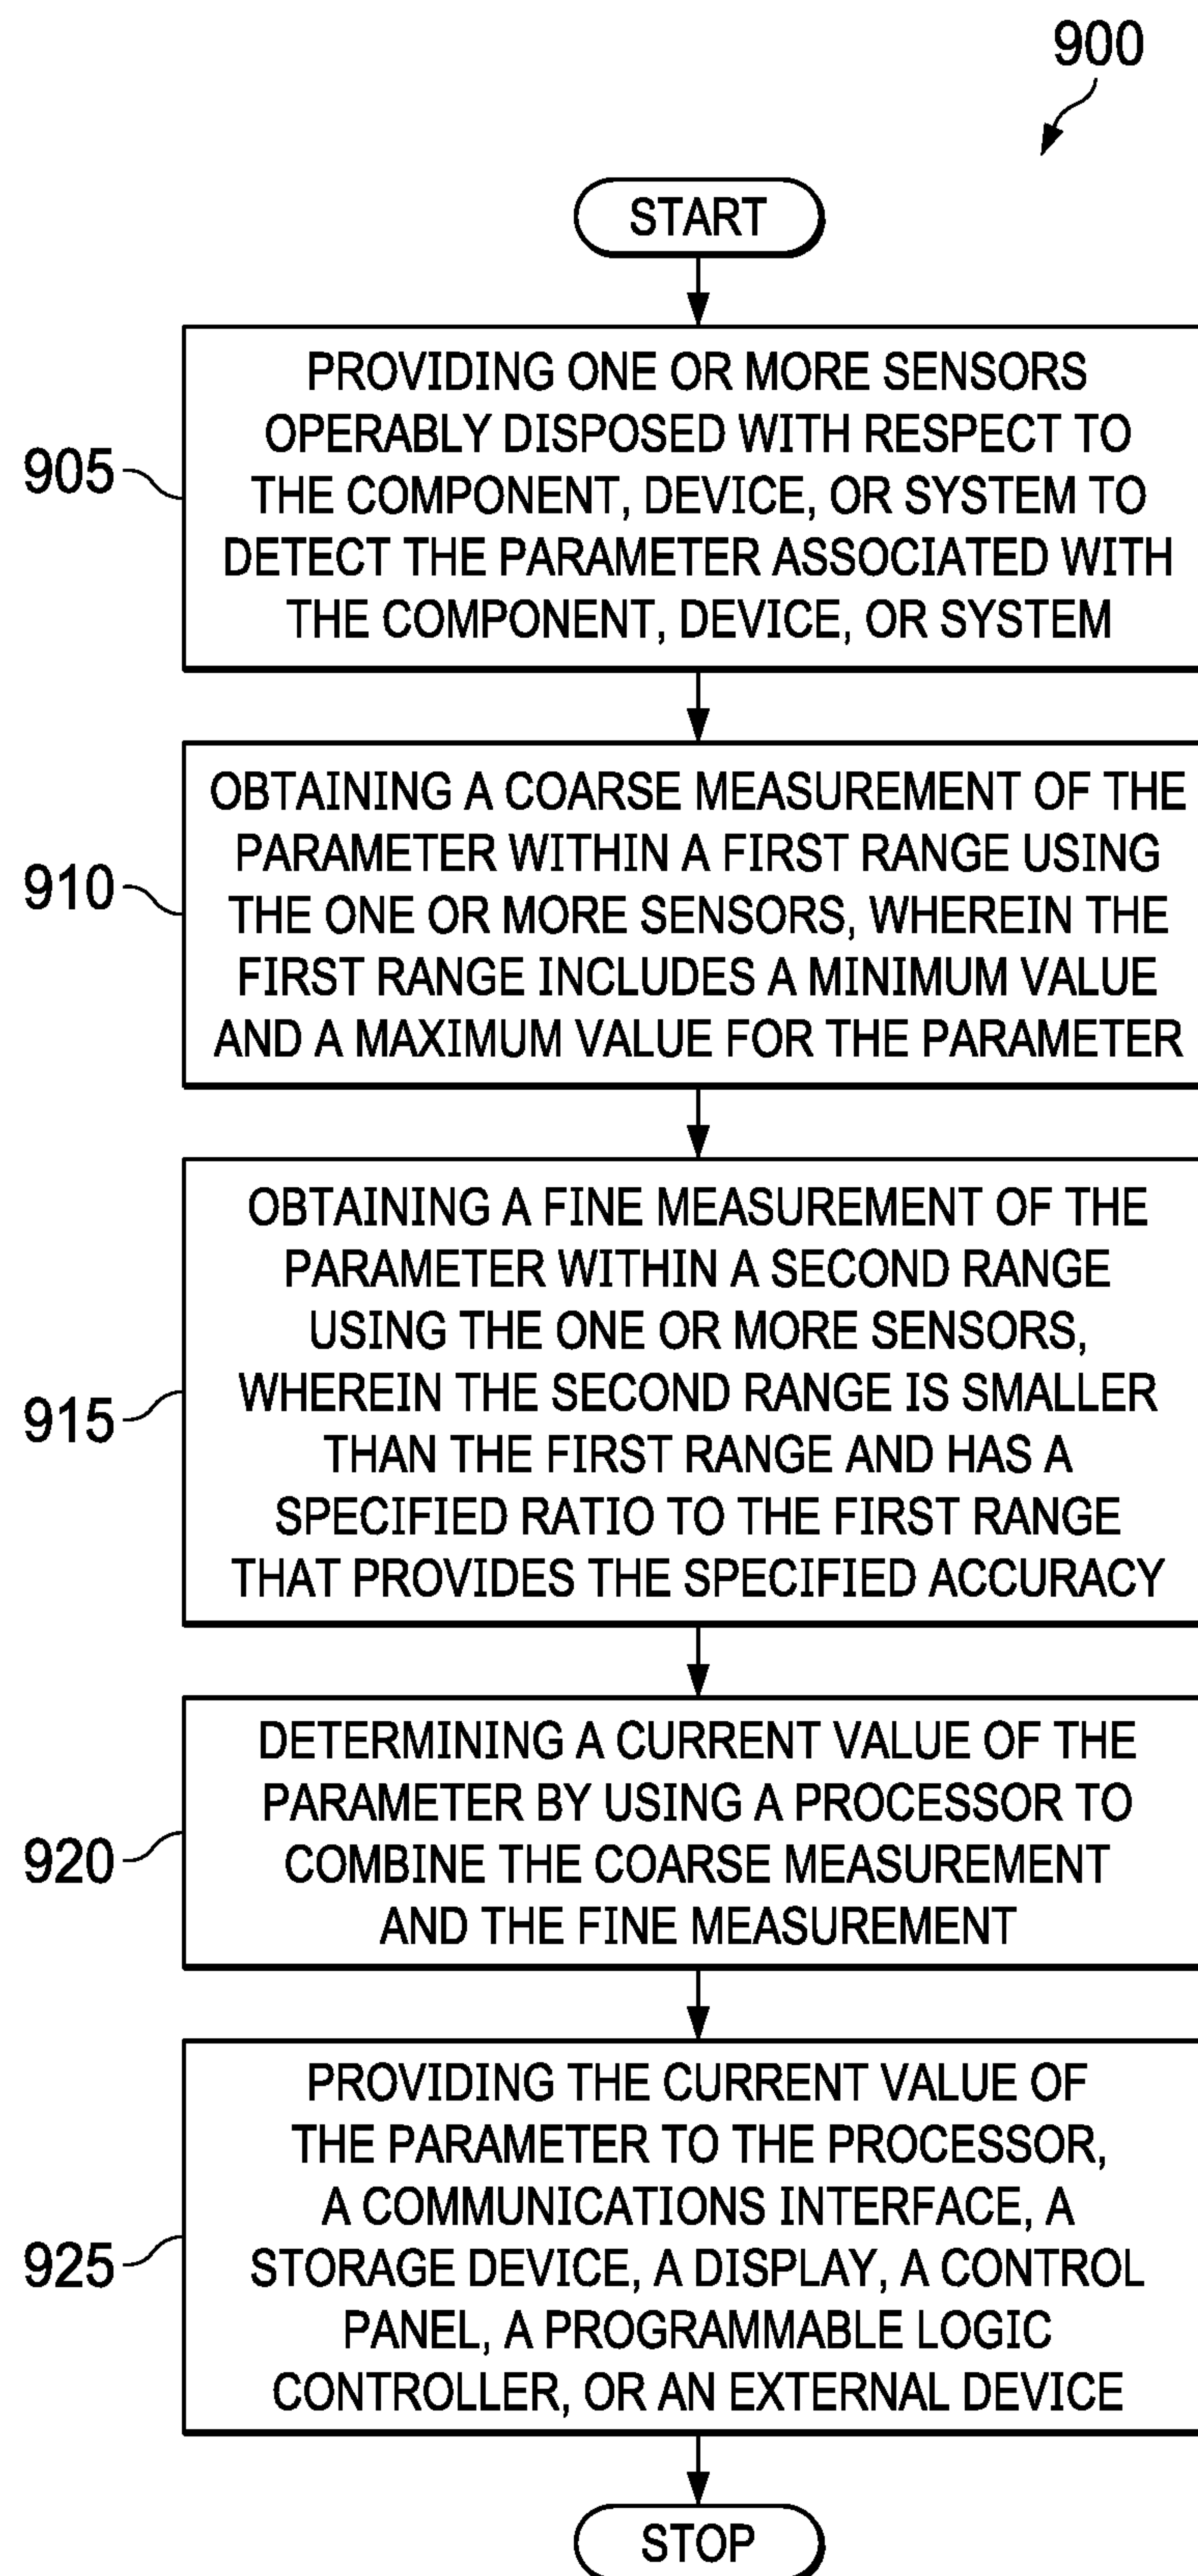 900
START
905
PROVIDING ONE OR MORE SENSORS
OPERABLY DISPOSED WITH RESPECT TO
THE COMPONENT, DEVICE, OR SYSTEM TO
DETECT THE PARAMETER ASSOCIATED WITH
THE COMPONENT, DEVICE, OR SYSTEM
910
OBTAINING A COARSE MEASUREMENT OF THE
PARAMETER WITHIN A FIRST RANGE USING
THE ONE OR MORE SENSORS, WHEREIN THE
FIRST RANGE INCLUDES A MINIMUM VALUE
AND A MAXIMUM VALUE FOR THE PARAMETER
915
OBTAINING A FINE MEASUREMENT OF THE
PARAMETER WITHIN A SECOND RANGE
USING THE ONE OR MORE SENSORS,
WHEREIN THE SECOND RANGE IS SMALLER
THAN THE FIRST RANGE AND HAS A
SPECIFIED RATIO TO THE FIRST RANGE
THAT PROVIDES THE SPECIFIED ACCURACY
920
DETERMINING A CURRENT VALUE OF THE
PARAMETER BY USING A PROCESSOR TO
COMBINE THE COARSE MEASUREMENT
AND THE FINE MEASUREMENT
925
PROVIDING THE CURRENT VALUE OF
THE PARAMETER TO THE PROCESSOR,
A COMMUNICATIONS INTERFACE, A
STORAGE DEVICE, A DISPLAY, A CONTROL
PANEL, A PROGRAMMABLE LOGIC
CONTROLLER, OR AN EXTERNAL DEVICE
STOP